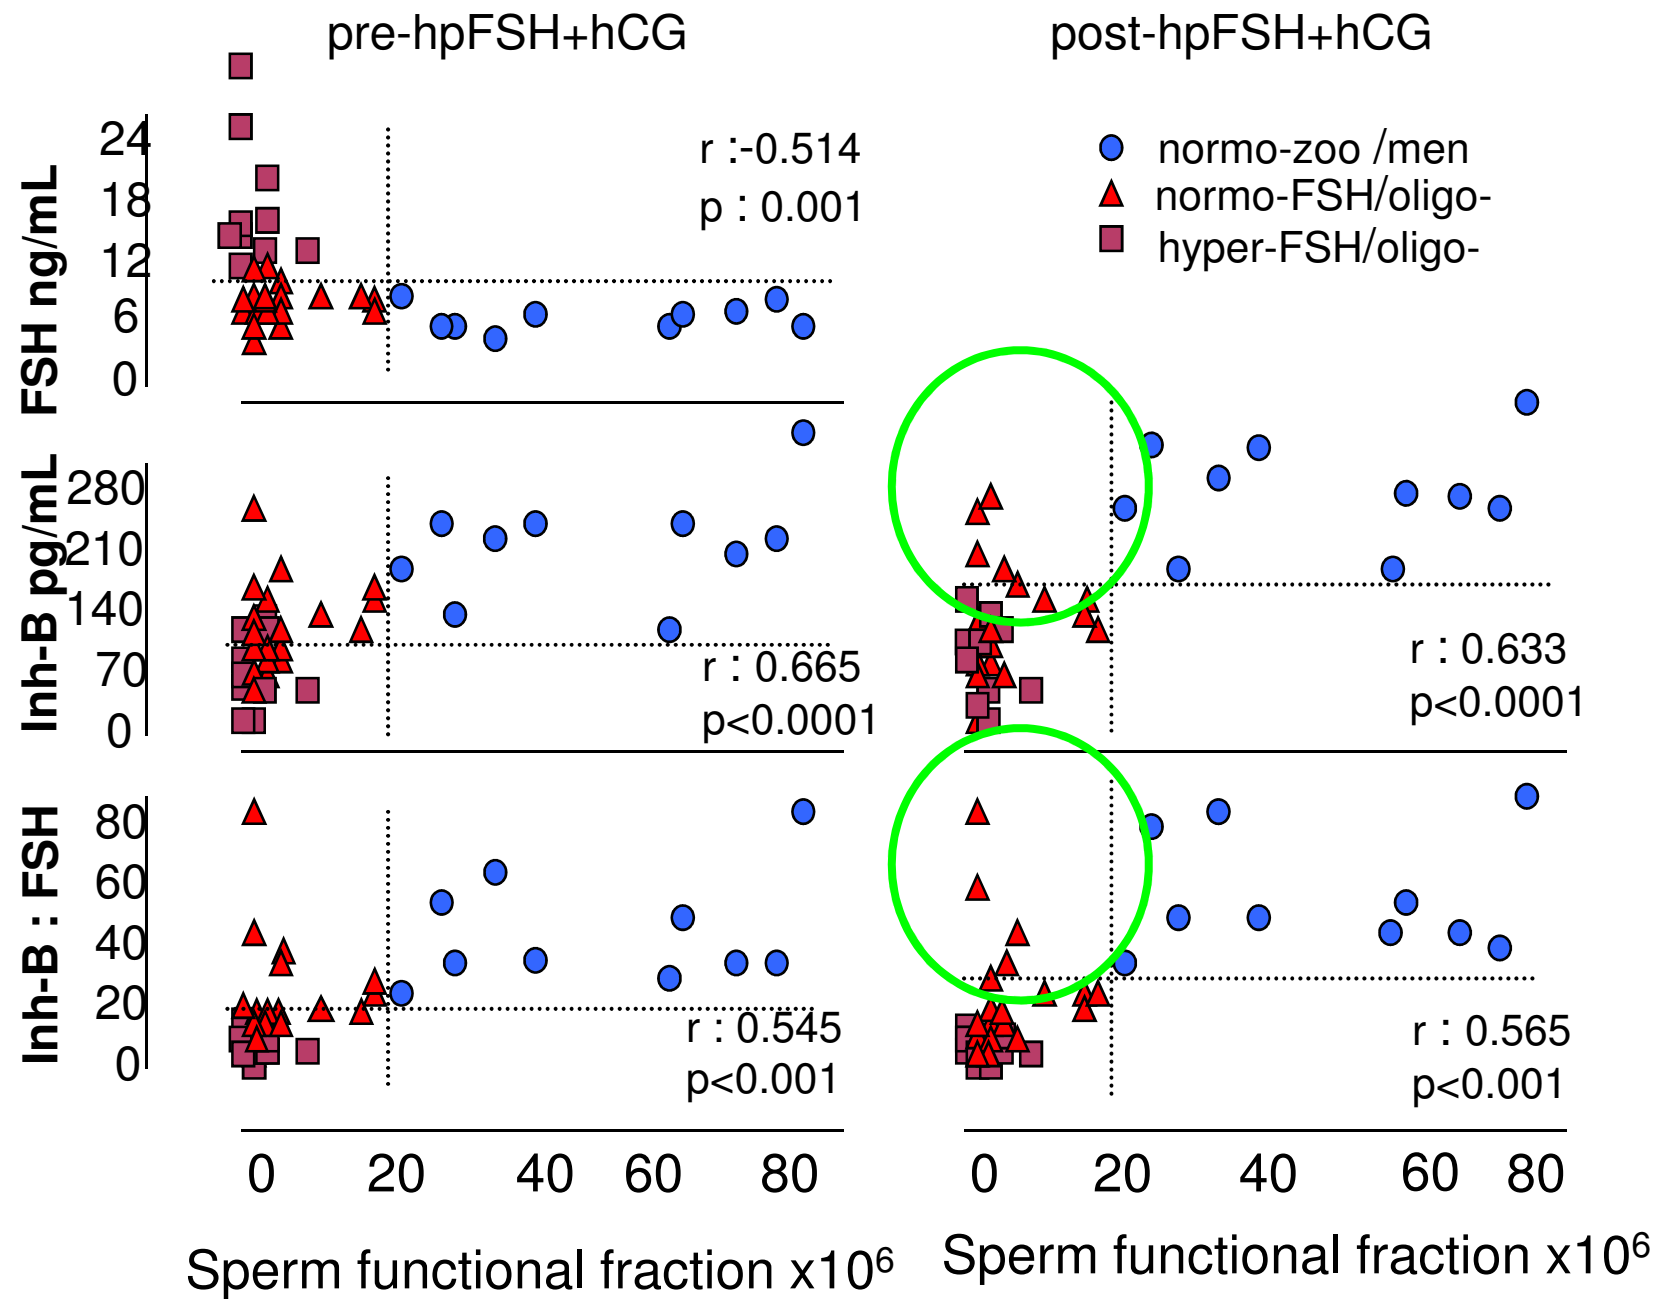 pre-hpFSH+hCG
post-hpFSH+hCG
FSH ng/mL
24
18
12
6
0
r :-0.514
p : 0.001
normo-zoo /men
normo-FSH/oligo-
hyper-FSH/oligo-
Inh-B pg/mL
280
210
140
70
0
r : 0.665
p<0.0001
r : 0.633
p<0.0001
Inh-B : FSH
80
60
40
20
0
r : 0.545
p<0.001
r : 0.565
p<0.001
0 20 40 60 80
0 20 40 60 80
Sperm functional fraction x10⁶
Sperm functional fraction x10⁶